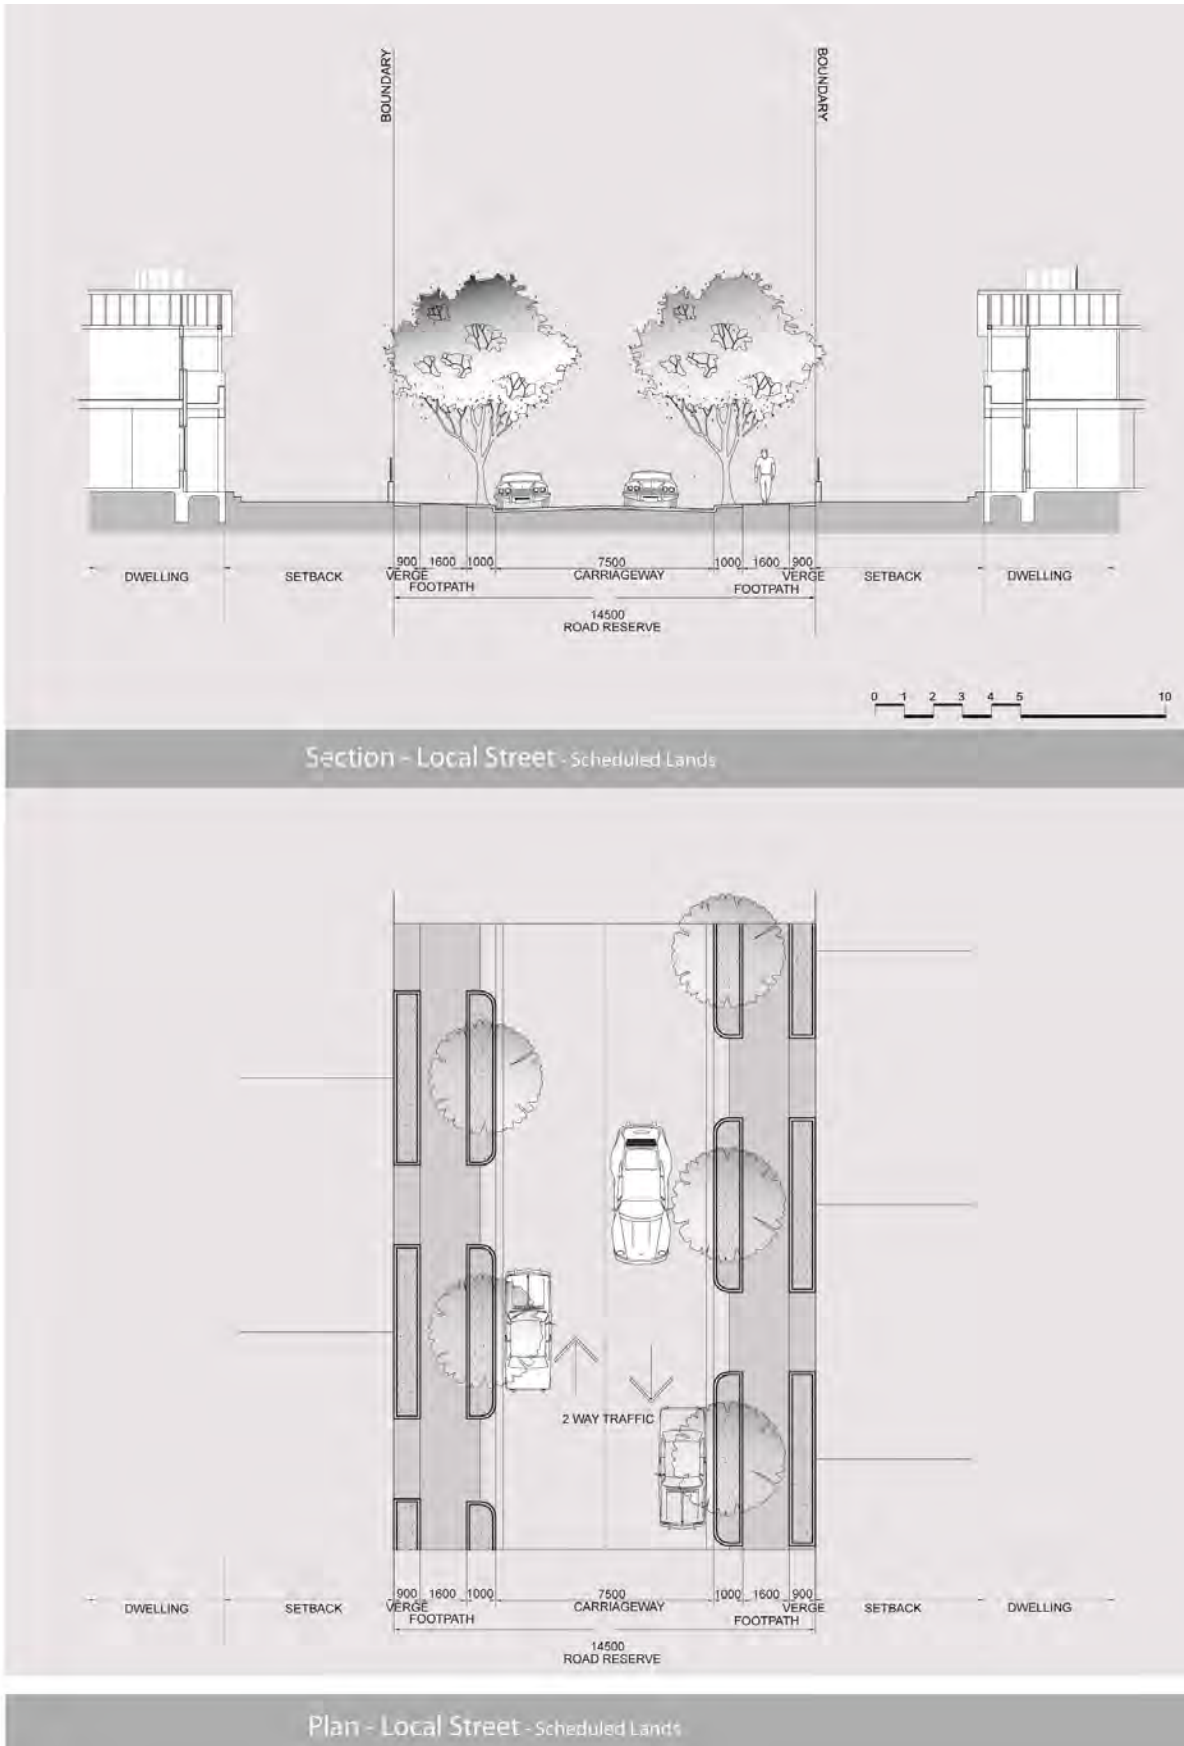 BOUNDARY
BOUNDARY
900 1600 1000 7500 1000 1600 900
DWELLING SETBACK VERGE CARRIAGEWAY VERGE SETBACK DWELLING
FOOTPATH FOOTPATH
14500
ROAD RESERVE
0 1 2 3 4 5 10
Section - Local Street - Scheduled Lands
2 WAY TRAFFIC
900 1600 1000 7500 1000 1600 900
DWELLING SETBACK VERGE CARRIAGEWAY VERGE SETBACK DWELLING
FOOTPATH FOOTPATH
14500
ROAD RESERVE
Plan - Local Street - Scheduled Lands